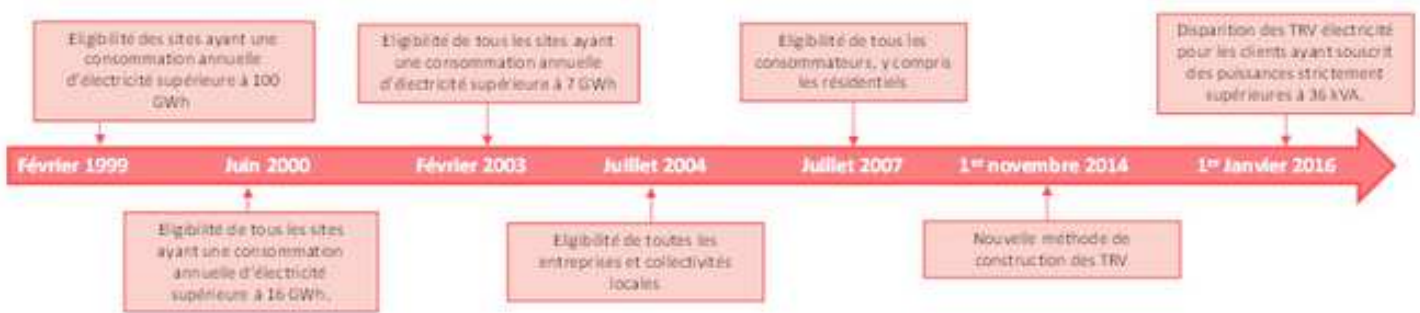 Eligibilité des sites ayant une
consommation annuelle
d'électricité supérieure à 100
GWh
Eligibilité de tous les sites ayant
une consommation annuelle
d'électricité supérieure à 7 GWh
Eligibilité de tous les
consommateurs, y compris
les résidentiels
Disparition des TRV électricité
pour les clients ayant souscrit
des puissances strictement
supérieures à 36 kVA.
Février 1999
Juin 2000
Février 2003
Juillet 2004
Juillet 2007
1er novembre 2014
1er Janvier 2016
Eligibilité de tous les sites
ayant une consommation
annuelle d'électricité
supérieure à 16 GWh.
Eligibilité de toutes les
entreprises et collectivités
locales
Nouvelle méthode de
construction des TRV